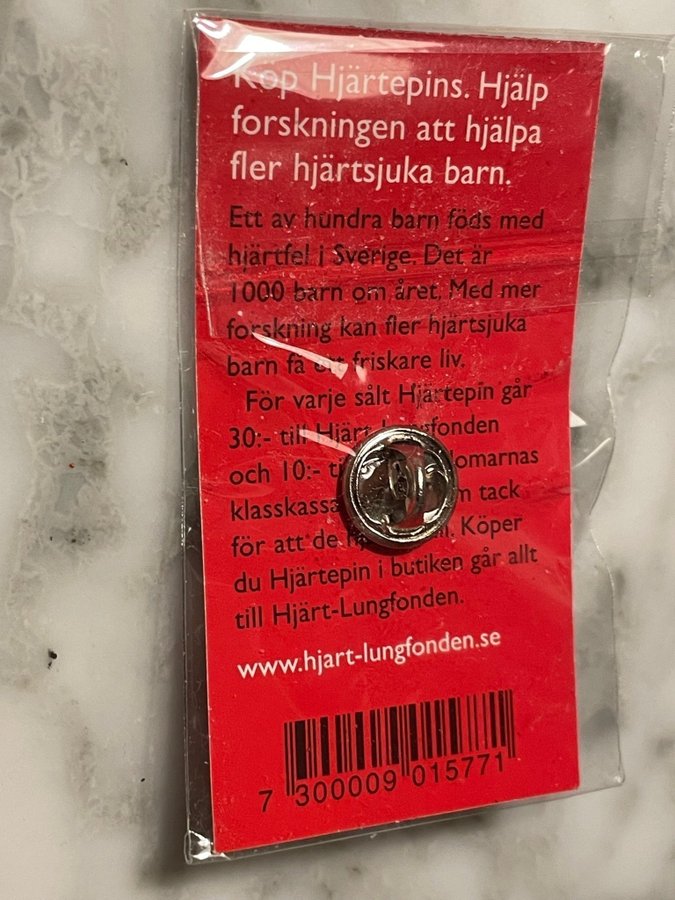 Köp Hjärtepins. Hjälp
forskningen att hjälpa
fler hjärtsjuka barn.
Ett av hundra barn föds med
hjärtfel i Sverige. Det är
1000 barn om året. Med mer
forskning kan fler hjärtsjuka
barn få ett friskare liv.
För varje sålt Hjärtepin går
30:- till Hjärt-Lungfonden
och 10:-
klasskassa tack
för att de Köper
du Hjärtepin i butiken går allt
till Hjärt-Lungfonden.
www.hjart-lungfonden.se
7 300009 015771